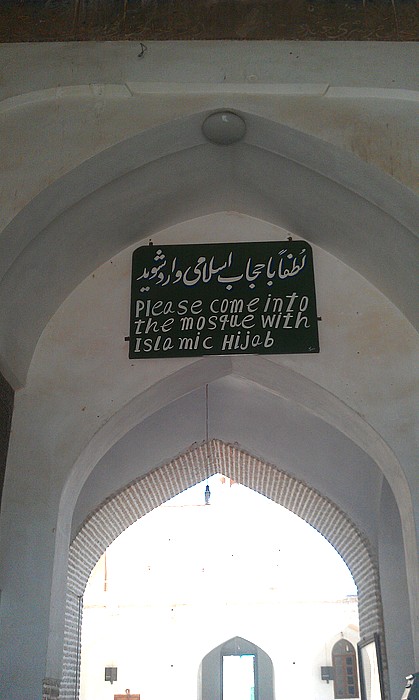 لطفاً با حجاب اسلامی وارد شوید
Please come into
the mosque with
Islamic Hijab